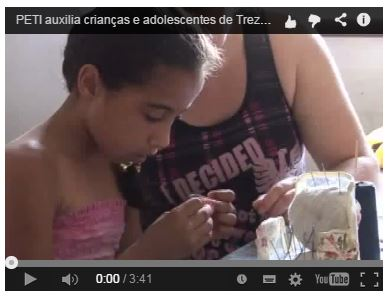 PETI auxilia crianças e adolescentes de Trez...
I DECIDED
0:00 / 3:41
YouTube